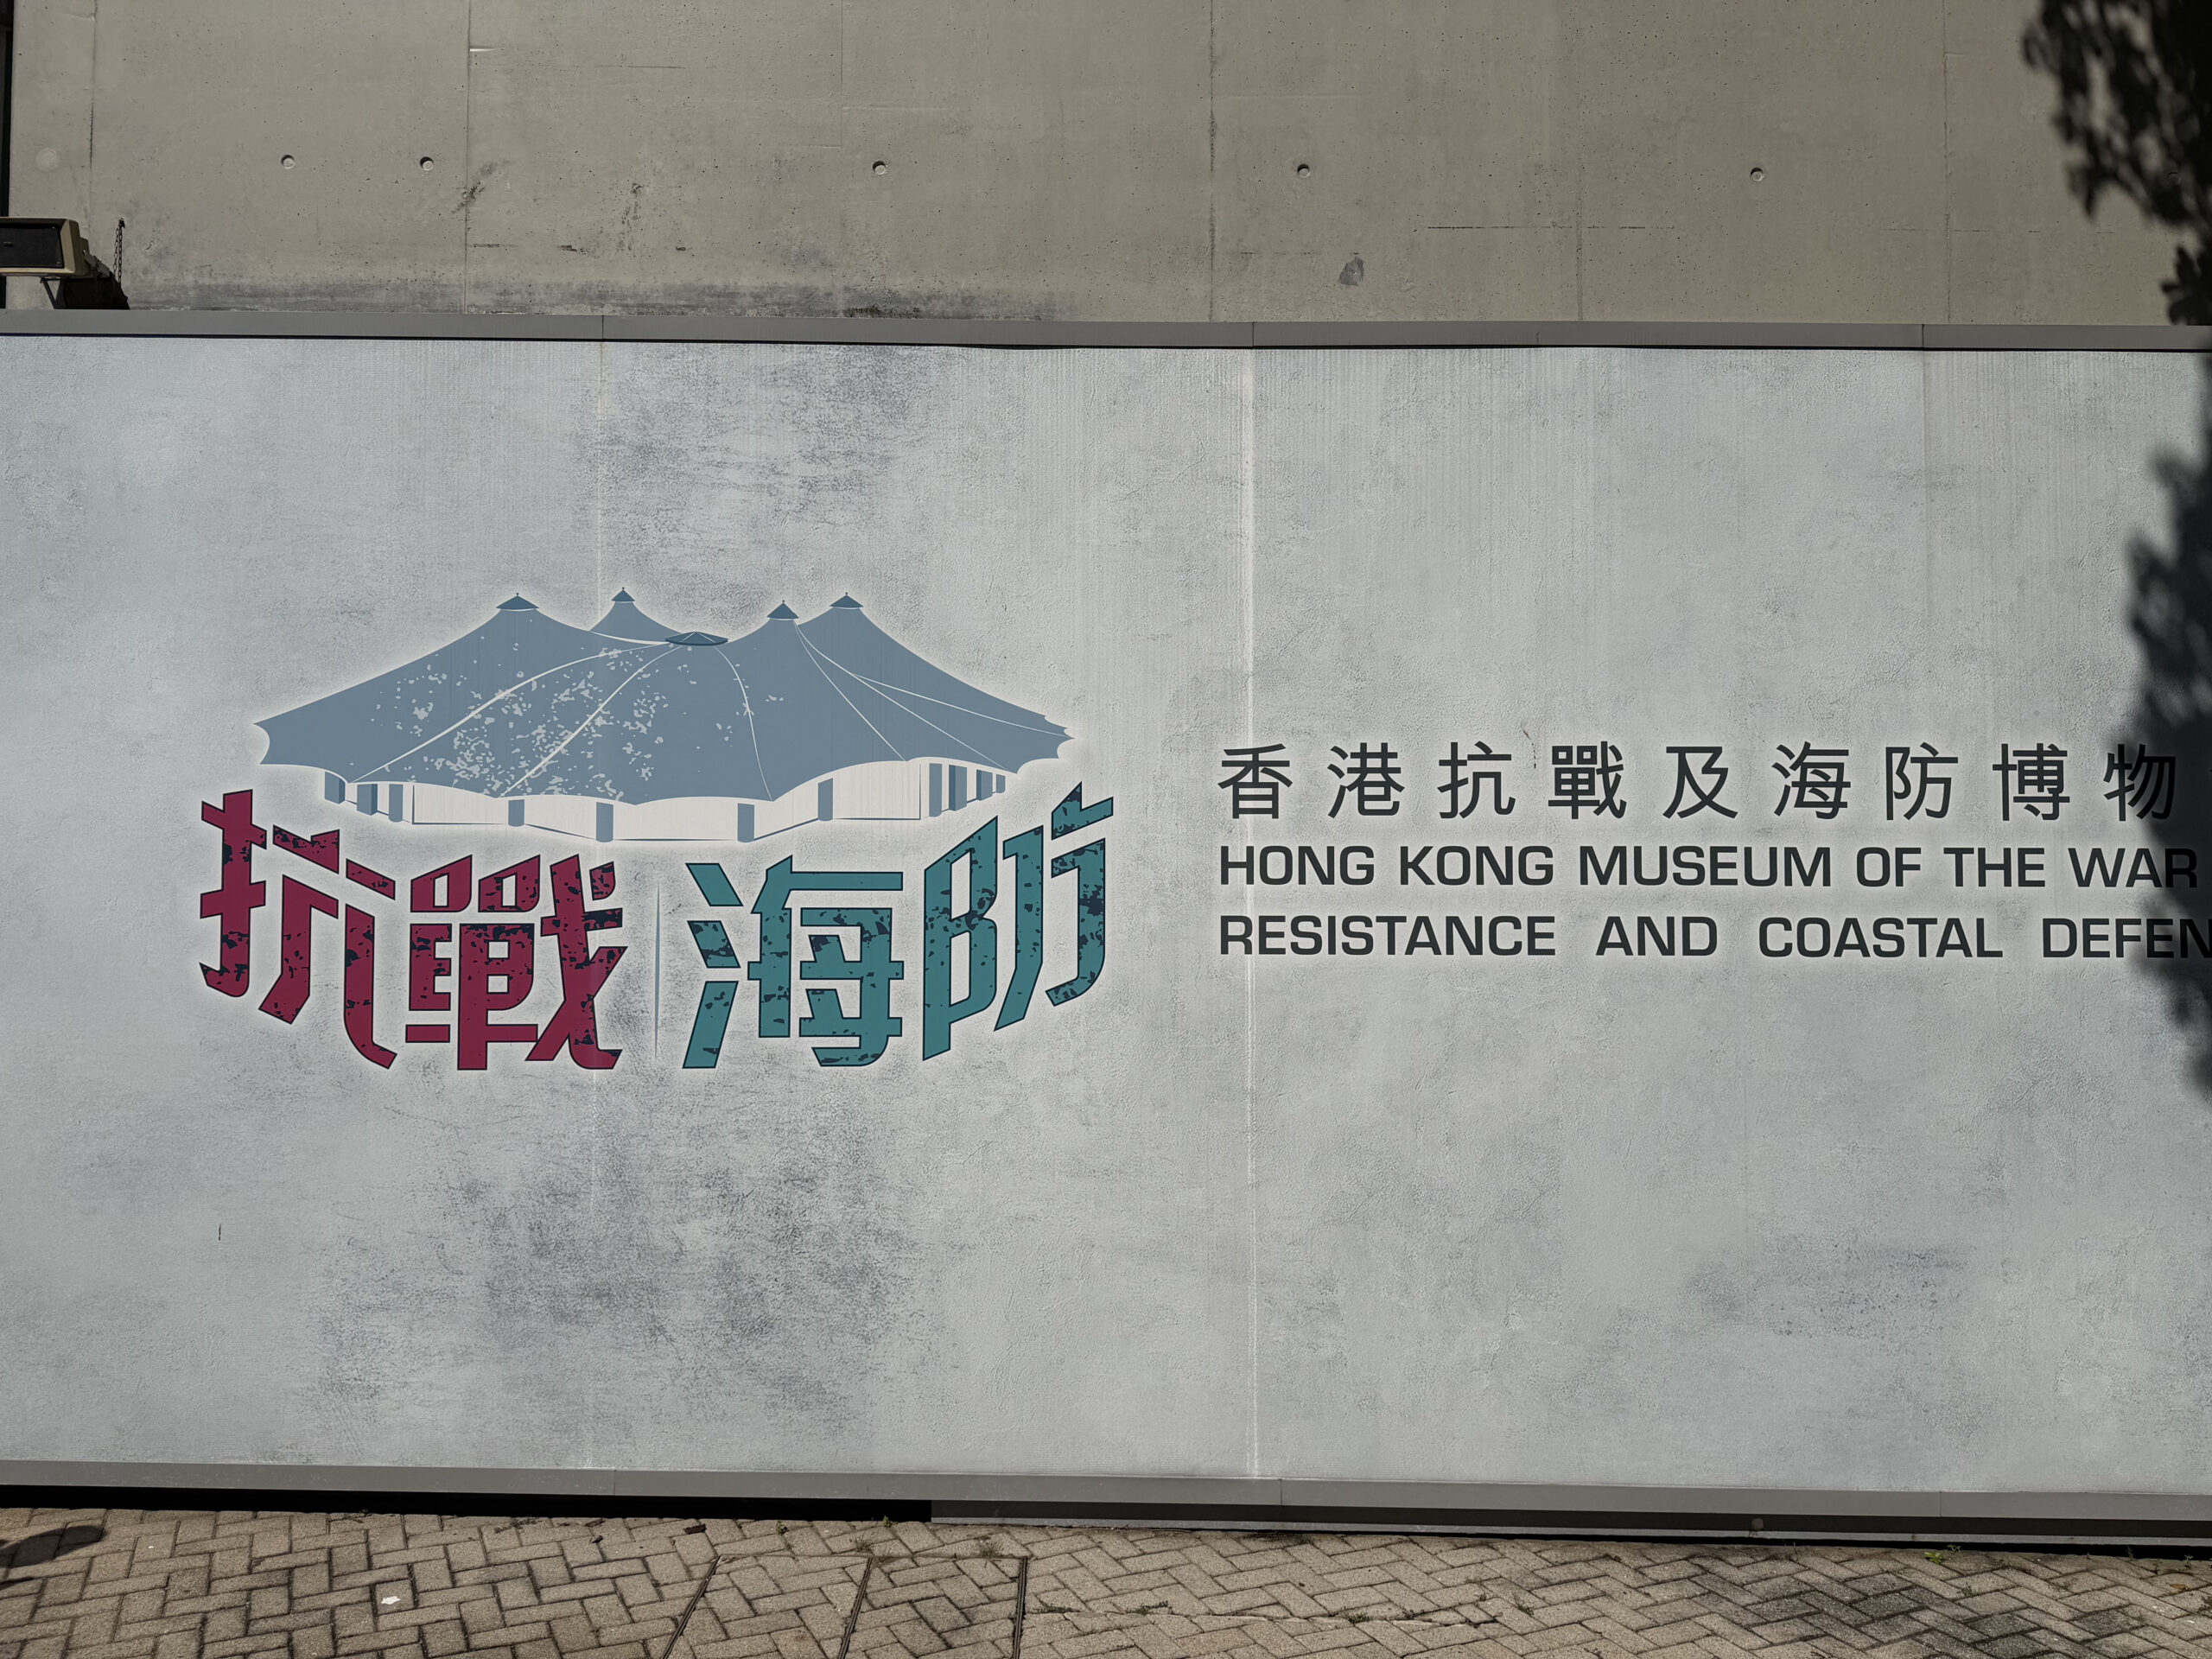 抗戰 海防
香港抗戰及海防博物
HONG KONG MUSEUM OF THE WAR
RESISTANCE AND COASTAL DEFEN